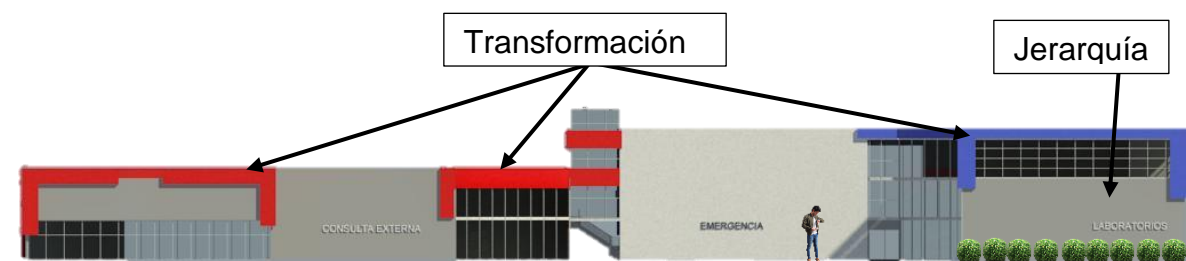 Transformación
Jerarquía
CONSULTA EXTERNA
EMERGENCIA
LABORATORIOS